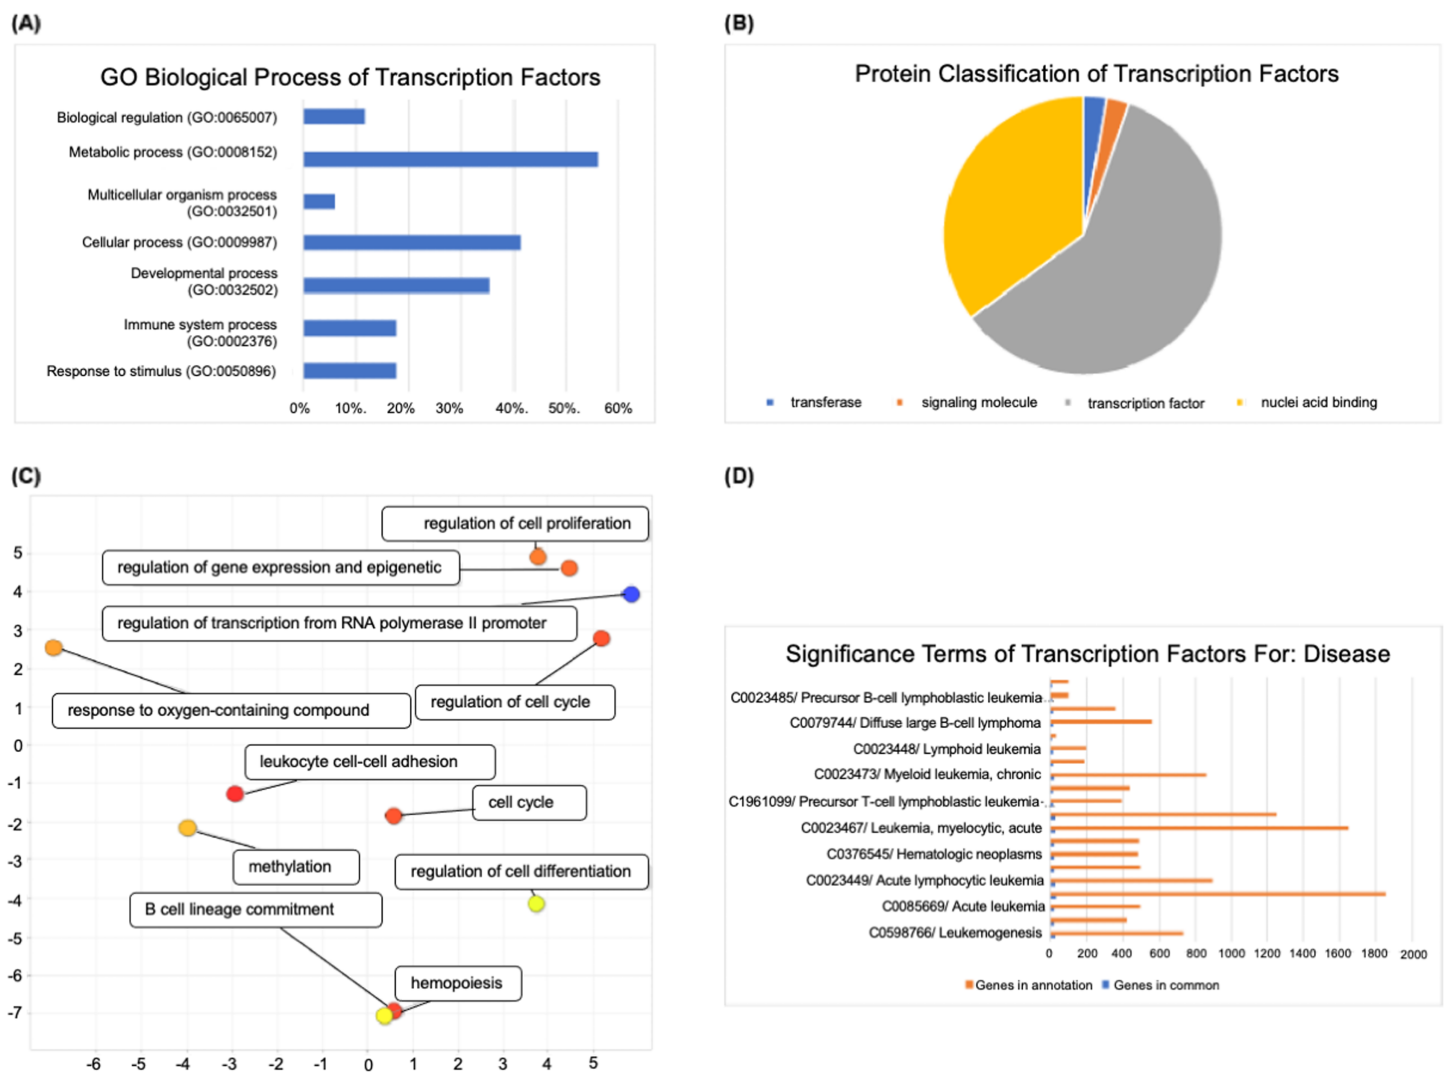 (A)
GO Biological Process of Transcription Factors
Biological regulation (GO:0065007)
Metabolic process (GO:0008152)
Multicellular organism process
(GO:0032501)
Cellular process (GO:0009987)
Developmental process
(GO:0032502)
Immune system process
(GO:0002376)
Response to stimulus (GO:0050896)
0% 10%. 20% 30% 40%. 50%. 60%
(B)
Protein Classification of Transcription Factors
transferase signaling molecule transcription factor nuclei acid binding
(C)
regulation of cell proliferation
regulation of gene expression and epigenetic
regulation of transcription from RNA polymerase II promoter
regulation of cell cycle
response to oxygen-containing compound
leukocyte cell-cell adhesion
cell cycle
methylation
regulation of cell differentiation
B cell lineage commitment
hemopoiesis
5
4
3
2
1
0
-1
-2
-3
-4
-5
-6
-7
-6 -5 -4 -3 -2 -1 0 1 2 3 4 5
(D)
Significance Terms of Transcription Factors For: Disease
C0023485/ Precursor B-cell lymphoblastic leukemia...
C0079744/ Diffuse large B-cell lymphoma
C0023448/ Lymphoid leukemia
C0023473/ Myeloid leukemia, chronic
C1961099/ Precursor T-cell lymphoblastic leukemia-..
C0023467/ Leukemia, myelocytic, acute
C0376545/ Hematologic neoplasms
C0023449/ Acute lymphocytic leukemia
C0085669/ Acute leukemia
C0598766/ Leukemogenesis
0 200 400 600 800 1000 1200 1400 1600 1800 2000
Genes in annotation Genes in common